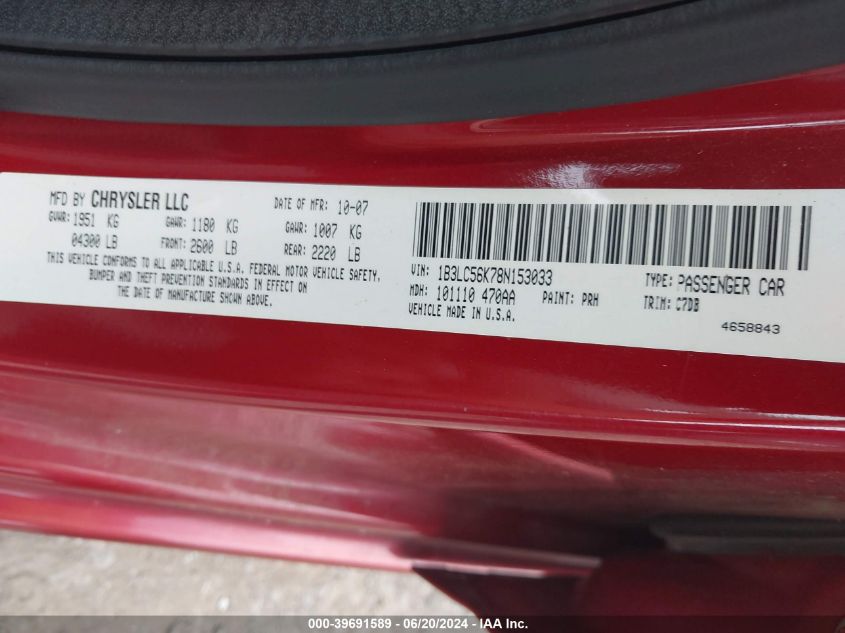 MFD BY CHRYSLER LLC DATE OF MFR: 10-07
GVWR: 1951 KG GAWR: 1180 KG GAWR: 1007 KG
04300 LB FRONT: 2600 LB REAR: 2220 LB
THIS VEHICLE CONFORMS TO ALL APPLICABLE U.S.A. FEDERAL MOTOR VEHICLE SAFETY,
BUMPER AND THEFT PREVENTION STANDARDS IN EFFECT ON
THE DATE OF MANUFACTURE SHOWN ABOVE.
VIN: 1B3LC56K78N153033 TYPE: PASSENGER CAR
MDH: 101110 470AA PAINT: PRH TRIM: C7DB
VEHICLE MADE IN U.S.A.
4658843
000-39691589 - 06/20/2024 - IAA Inc.